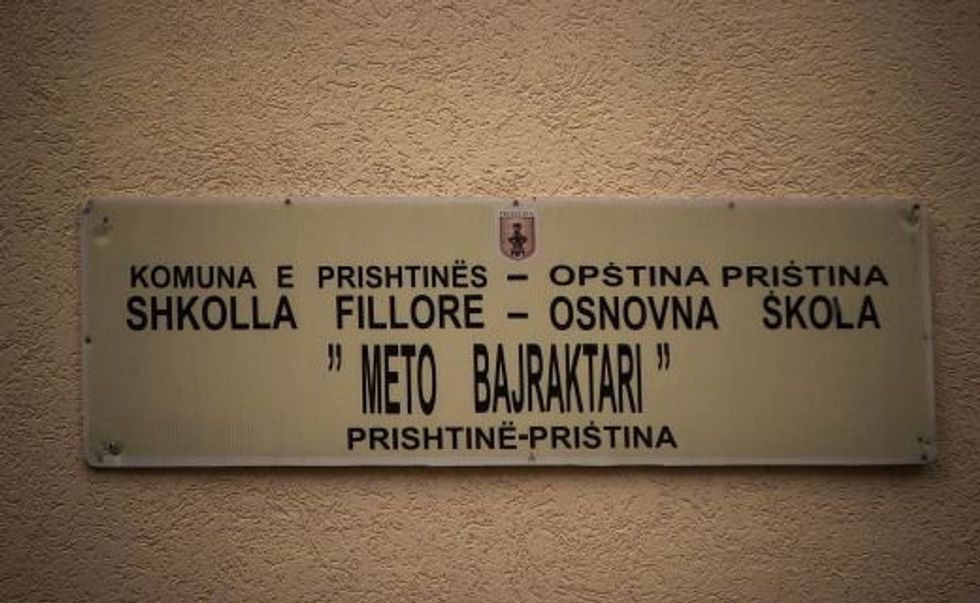 KOMUNA E PRISHTINËS – OPŠTINA PRIŠTINA
SHKOLLA FILLORE – OSNOVNA ŠKOLA
” METO BAJRAKTARI ”
PRISHTINË-PRIŠTINA